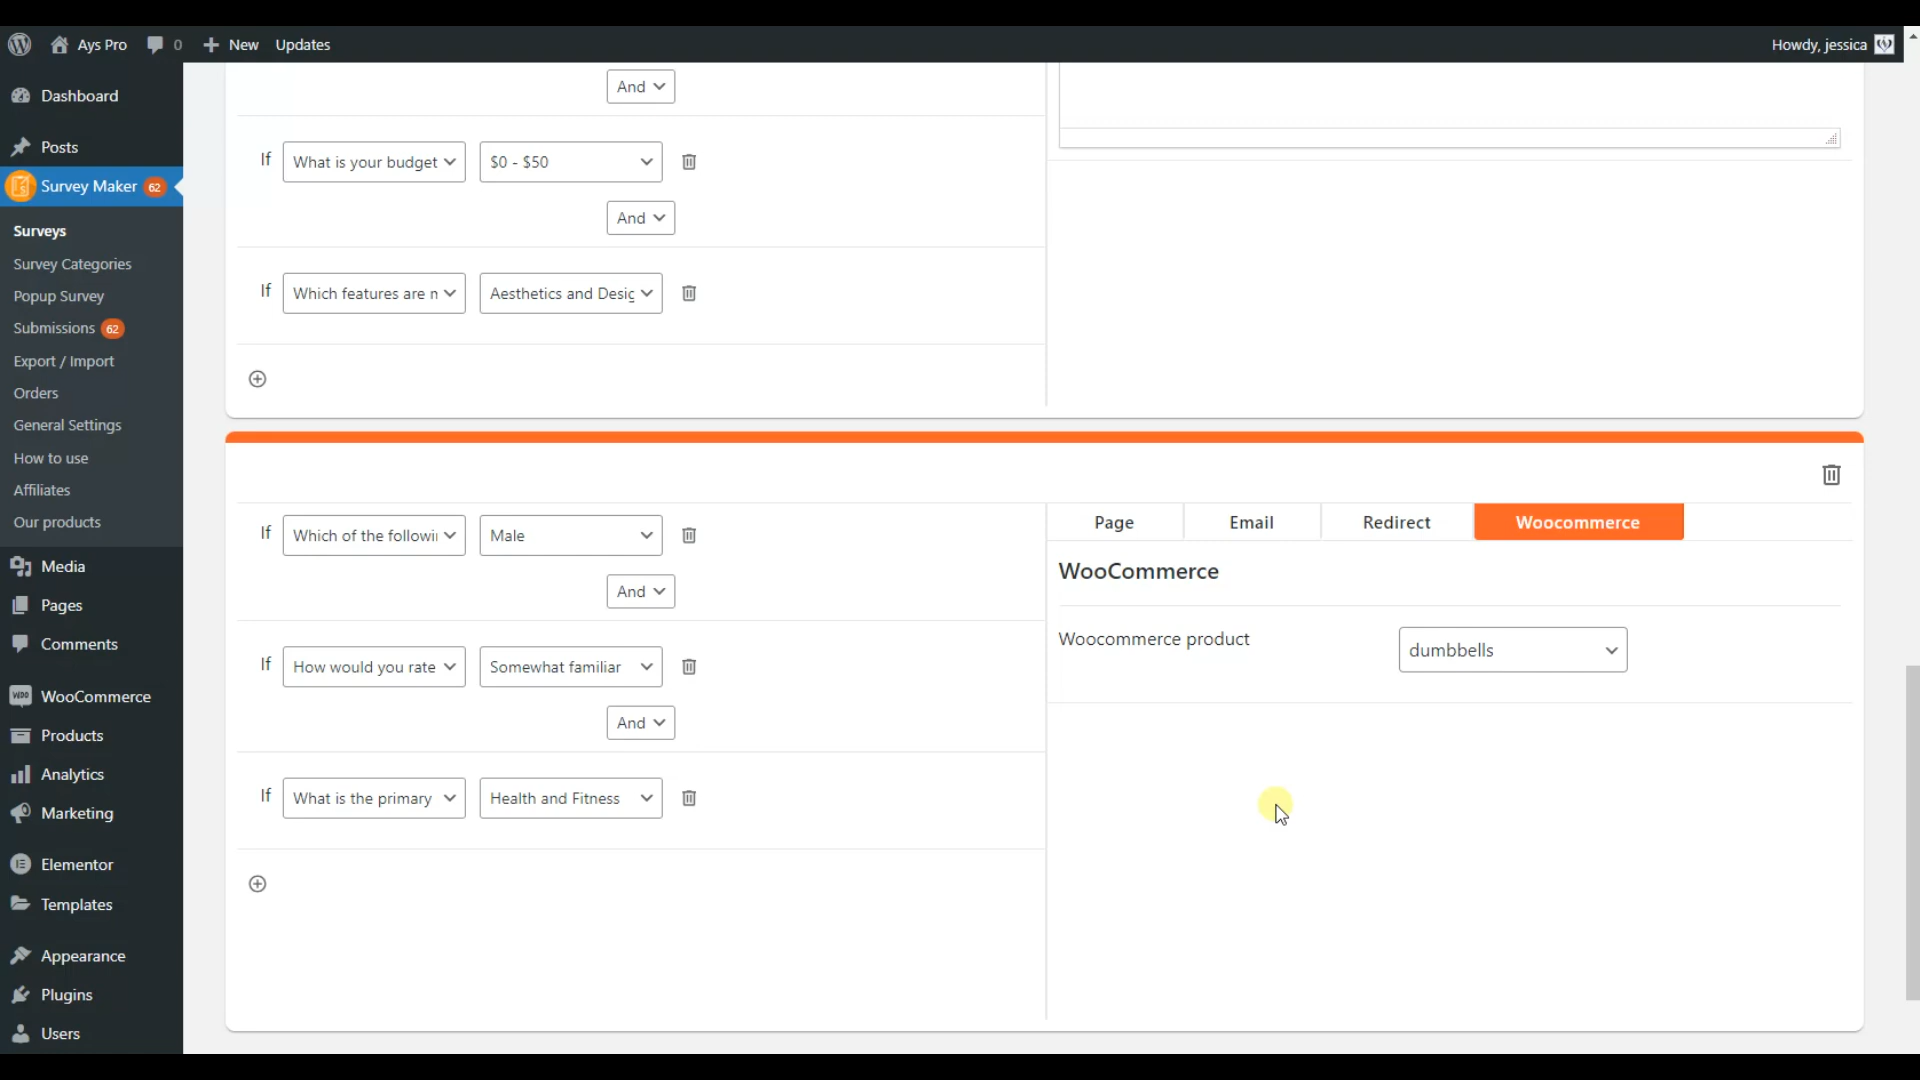 Ays Pro 0 New Updates Howdy, jessica
Dashboard
Posts
Survey Maker 62
Surveys
Survey Categories
Popup Survey
Submissions 62
Export / Import
Orders
General Settings
How to use
Affiliates
Our products
Media
Pages
Comments
WooCommerce
Products
Analytics
Marketing
Elementor
Templates
Appearance
Plugins
Users
And
If What is your budget $0 - $50
And
If Which features are n Aesthetics and Desig
If Which of the followi Male
And
If How would you rate Somewhat familiar
And
If What is the primary Health and Fitness
Page Email Redirect Woocommerce
WooCommerce
Woocommerce product dumbbells